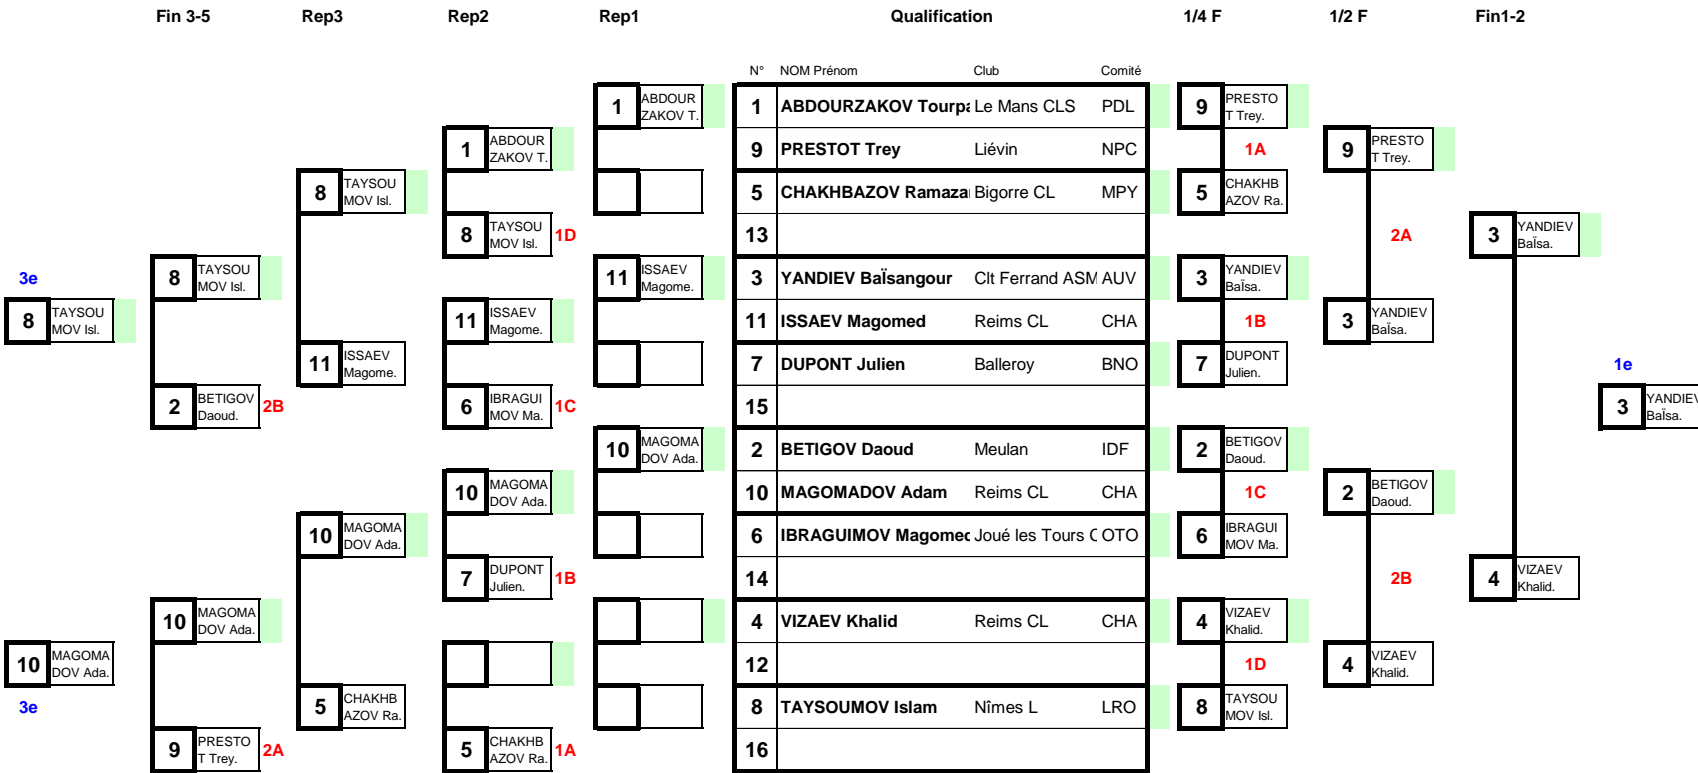 Fin 3-5 Rep3 Rep2 Rep1 Qualification 1/4 F 1/2 F Fin1-2
N° NOM Prénom Club Comité
1 ABDOUR ZAKOV T. 1 ABDOURZAKOV Tourpa Le Mans CLS PDL 9 PRESTO T Trey.
1 ABDOUR ZAKOV T. 9 PRESTOT Trey Liévin NPC 1A 9 PRESTO T Trey.
8 TAYSOU MOV Isl. 5 CHAKHBAZOV Ramaza Bigorre CL MPY 5 CHAKHB AZOV Ra.
8 TAYSOU MOV Isl. 1D 13 2A 3 YANDIEV BaÏsa.
3e 8 TAYSOU MOV Isl. 11 ISSAEV Magome. 3 YANDIEV BaÏsangour Clt Ferrand ASM AUV 3 YANDIEV BaÏsa.
8 TAYSOU MOV Isl. 11 ISSAEV Magome. 11 ISSAEV Magomed Reims CL CHA 1B 3 YANDIEV BaÏsa.
11 ISSAEV Magome. 7 DUPONT Julien Balleroy BNO 7 DUPONT Julien. 1e
2 BETIGOV Daoud. 2B 6 IBRAGUI MOV Ma. 1C 15 3 YANDIEV BaÏsa.
10 MAGOMA DOV Ada. 2 BETIGOV Daoud Meulan IDF 2 BETIGOV Daoud.
10 MAGOMA DOV Ada. 10 MAGOMADOV Adam Reims CL CHA 1C 2 BETIGOV Daoud.
10 MAGOMA DOV Ada. 6 IBRAGUIMOV Magomed Joué les Tours C OTO 6 IBRAGUI MOV Ma.
7 DUPONT Julien. 1B 14 2B 4 VIZAEV Khalid.
10 MAGOMA DOV Ada. 4 VIZAEV Khalid Reims CL CHA 4 VIZAEV Khalid.
10 MAGOMA DOV Ada. 12 1D 4 VIZAEV Khalid.
3e 5 CHAKHB AZOV Ra. 8 TAYSOUMOV Islam Nîmes L LRO 8 TAYSOU MOV Isl.
9 PRESTO T Trey. 2A 5 CHAKHB AZOV Ra. 1A 16